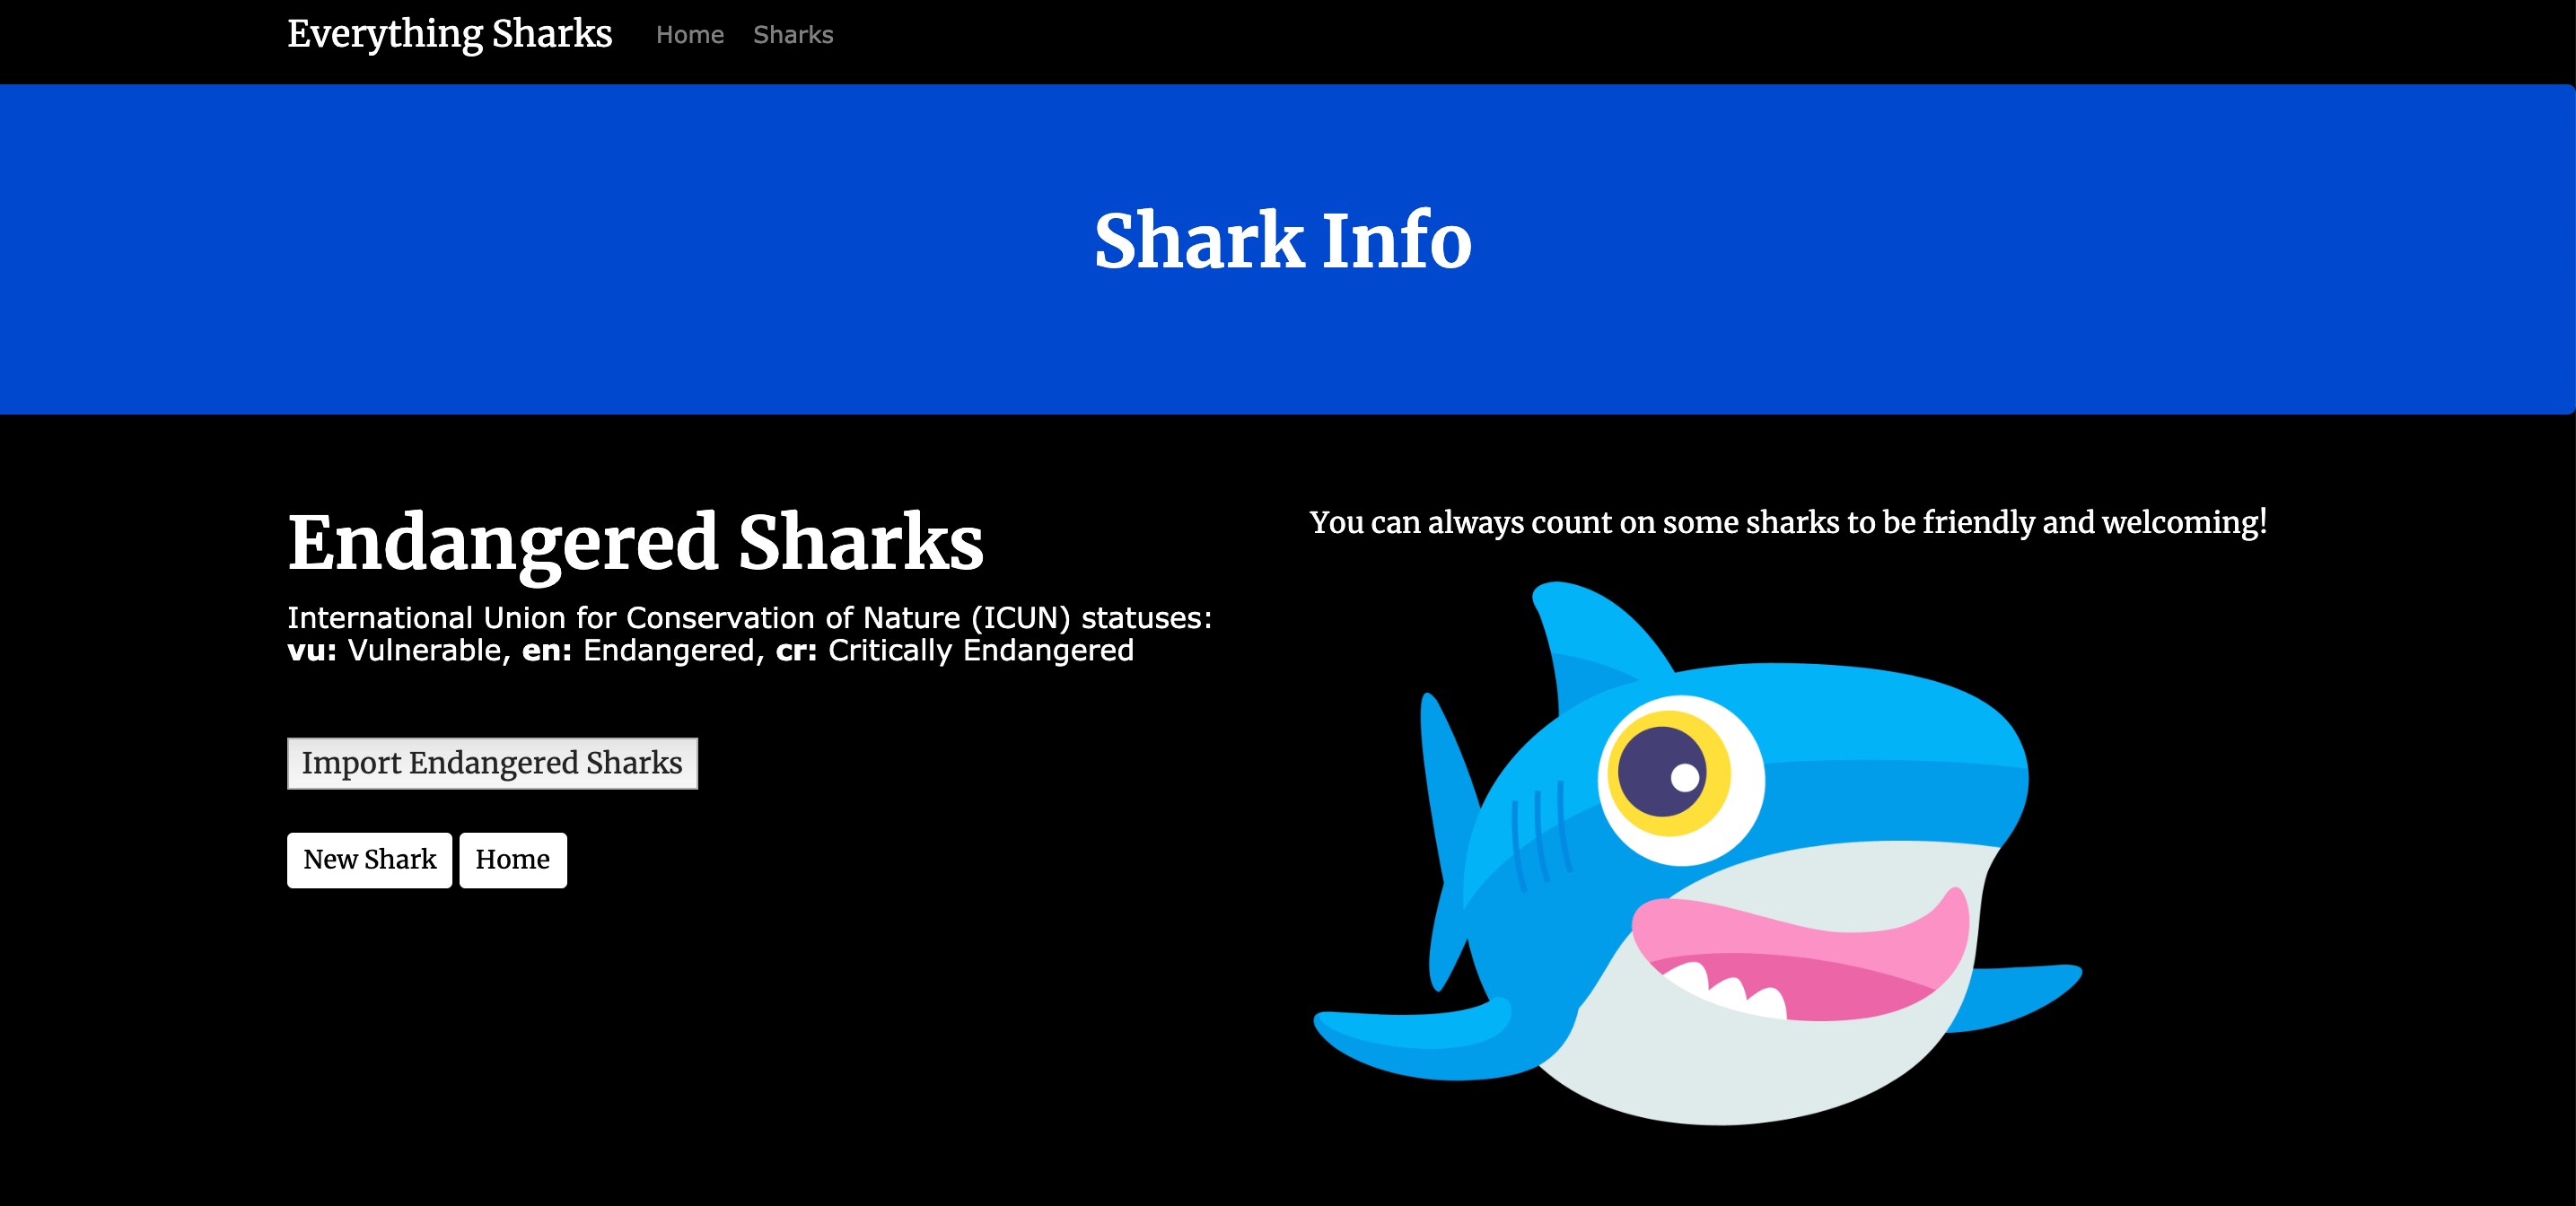 Everything Sharks Home Sharks
Shark Info
Endangered Sharks
International Union for Conservation of Nature (ICUN) statuses:
vu: Vulnerable, en: Endangered, cr: Critically Endangered
Import Endangered Sharks
New Shark Home
You can always count on some sharks to be friendly and welcoming!